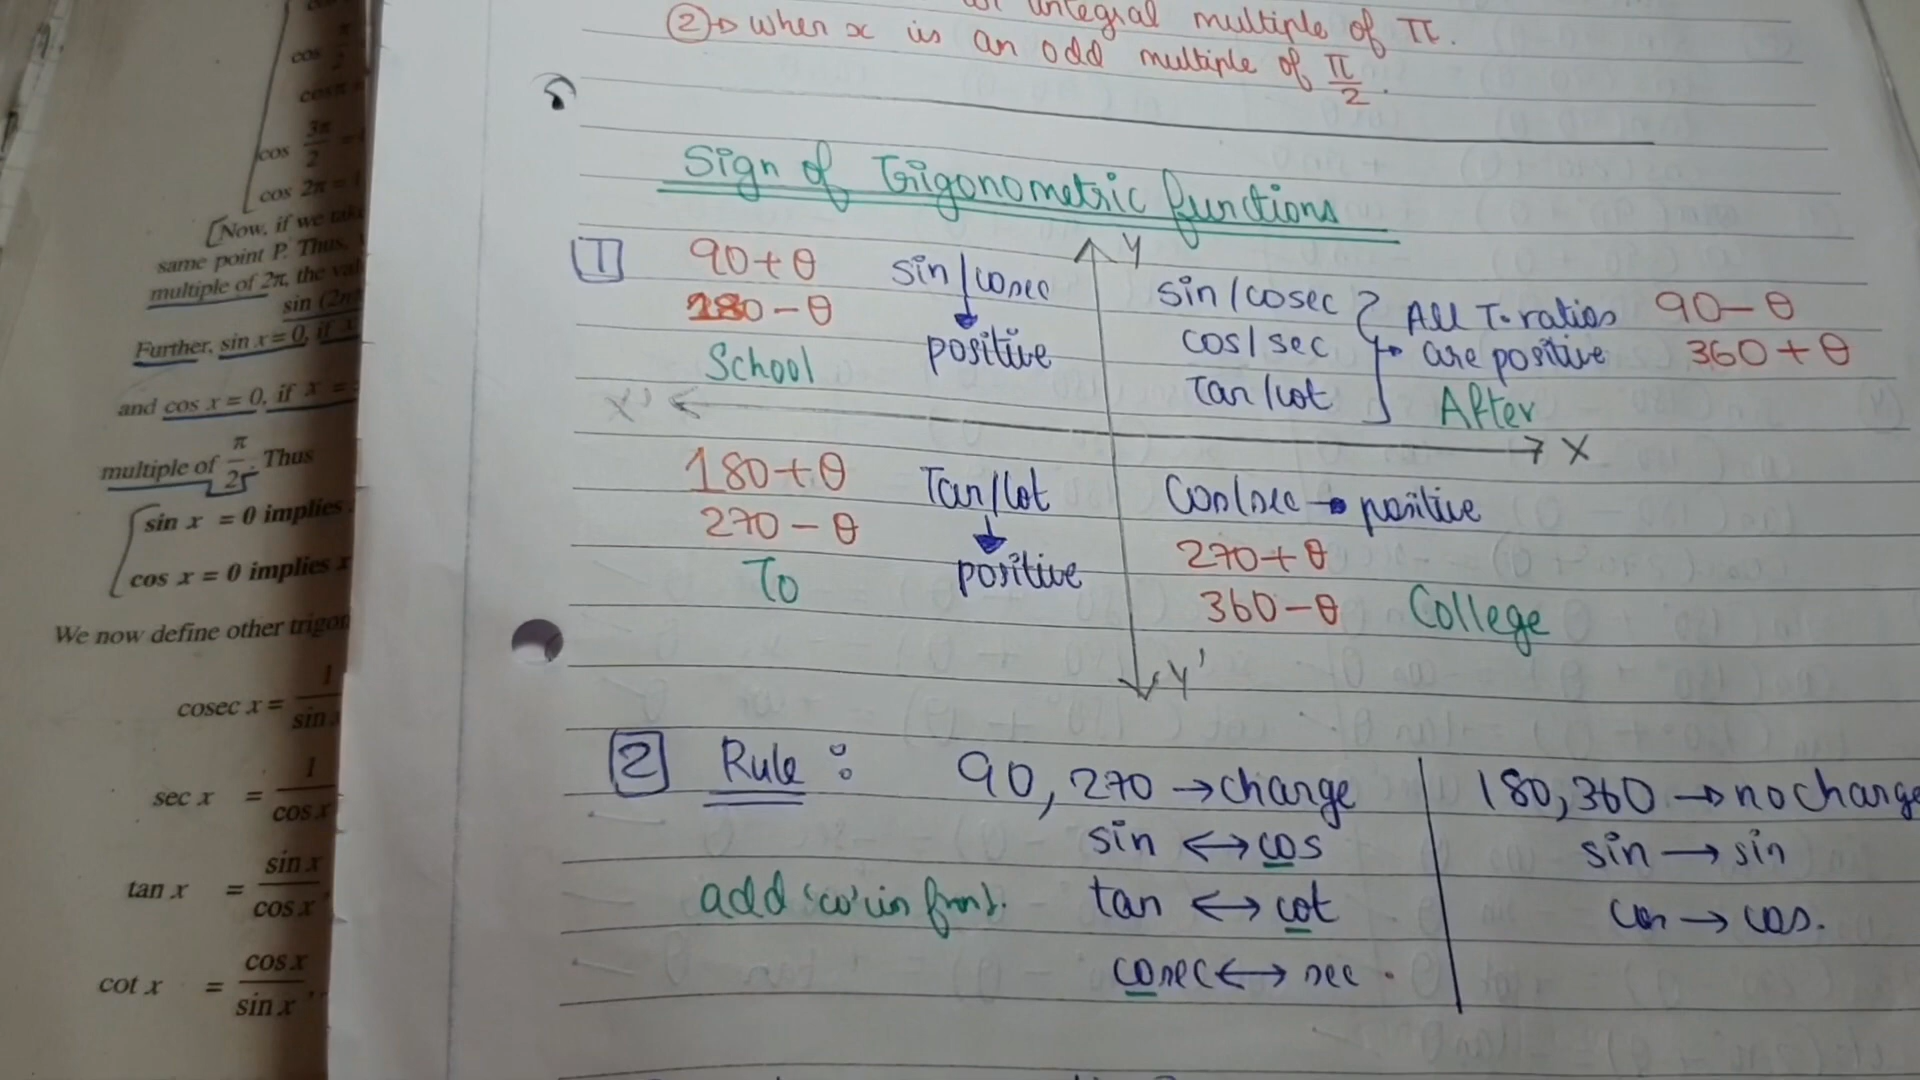 cos π/2
cos π
cos 3π/2 =
cos 2π =
[Now, if we take
same point P. Thus,
multiple of 2π, the
sin (2n
Further, sin x = 0, if x
and cos x = 0, if x =
multiple of π/2. Thus
sin x = 0 implies
cos x = 0 implies x
We now define other
cosec x = 1/sin x
sec x = 1/cos x
tan x = sin x/cos x,
cot x = cos x/sin x,
integral multiple of π.
② → when x is an odd multiple of π/2.
Sign of Trigonometric functions
1
90+θ
180-θ
School
sin/cosec
↓
positive
Y
sin/cosec
cos/sec
Tan/cot
All T-ratios
→ are positive
After
90-θ
360+θ
X'
X
180+θ
270-θ
To
Tan/Cot
↓
positive
Cos/sec → positive
270+θ
360-θ
College
Y'
2 Rule : 90, 270 → change
sin ↔ cos
add 'co' in front. tan ↔ cot
cosec ↔ sec.
180, 360 → no change
sin → sin
cos → cos.